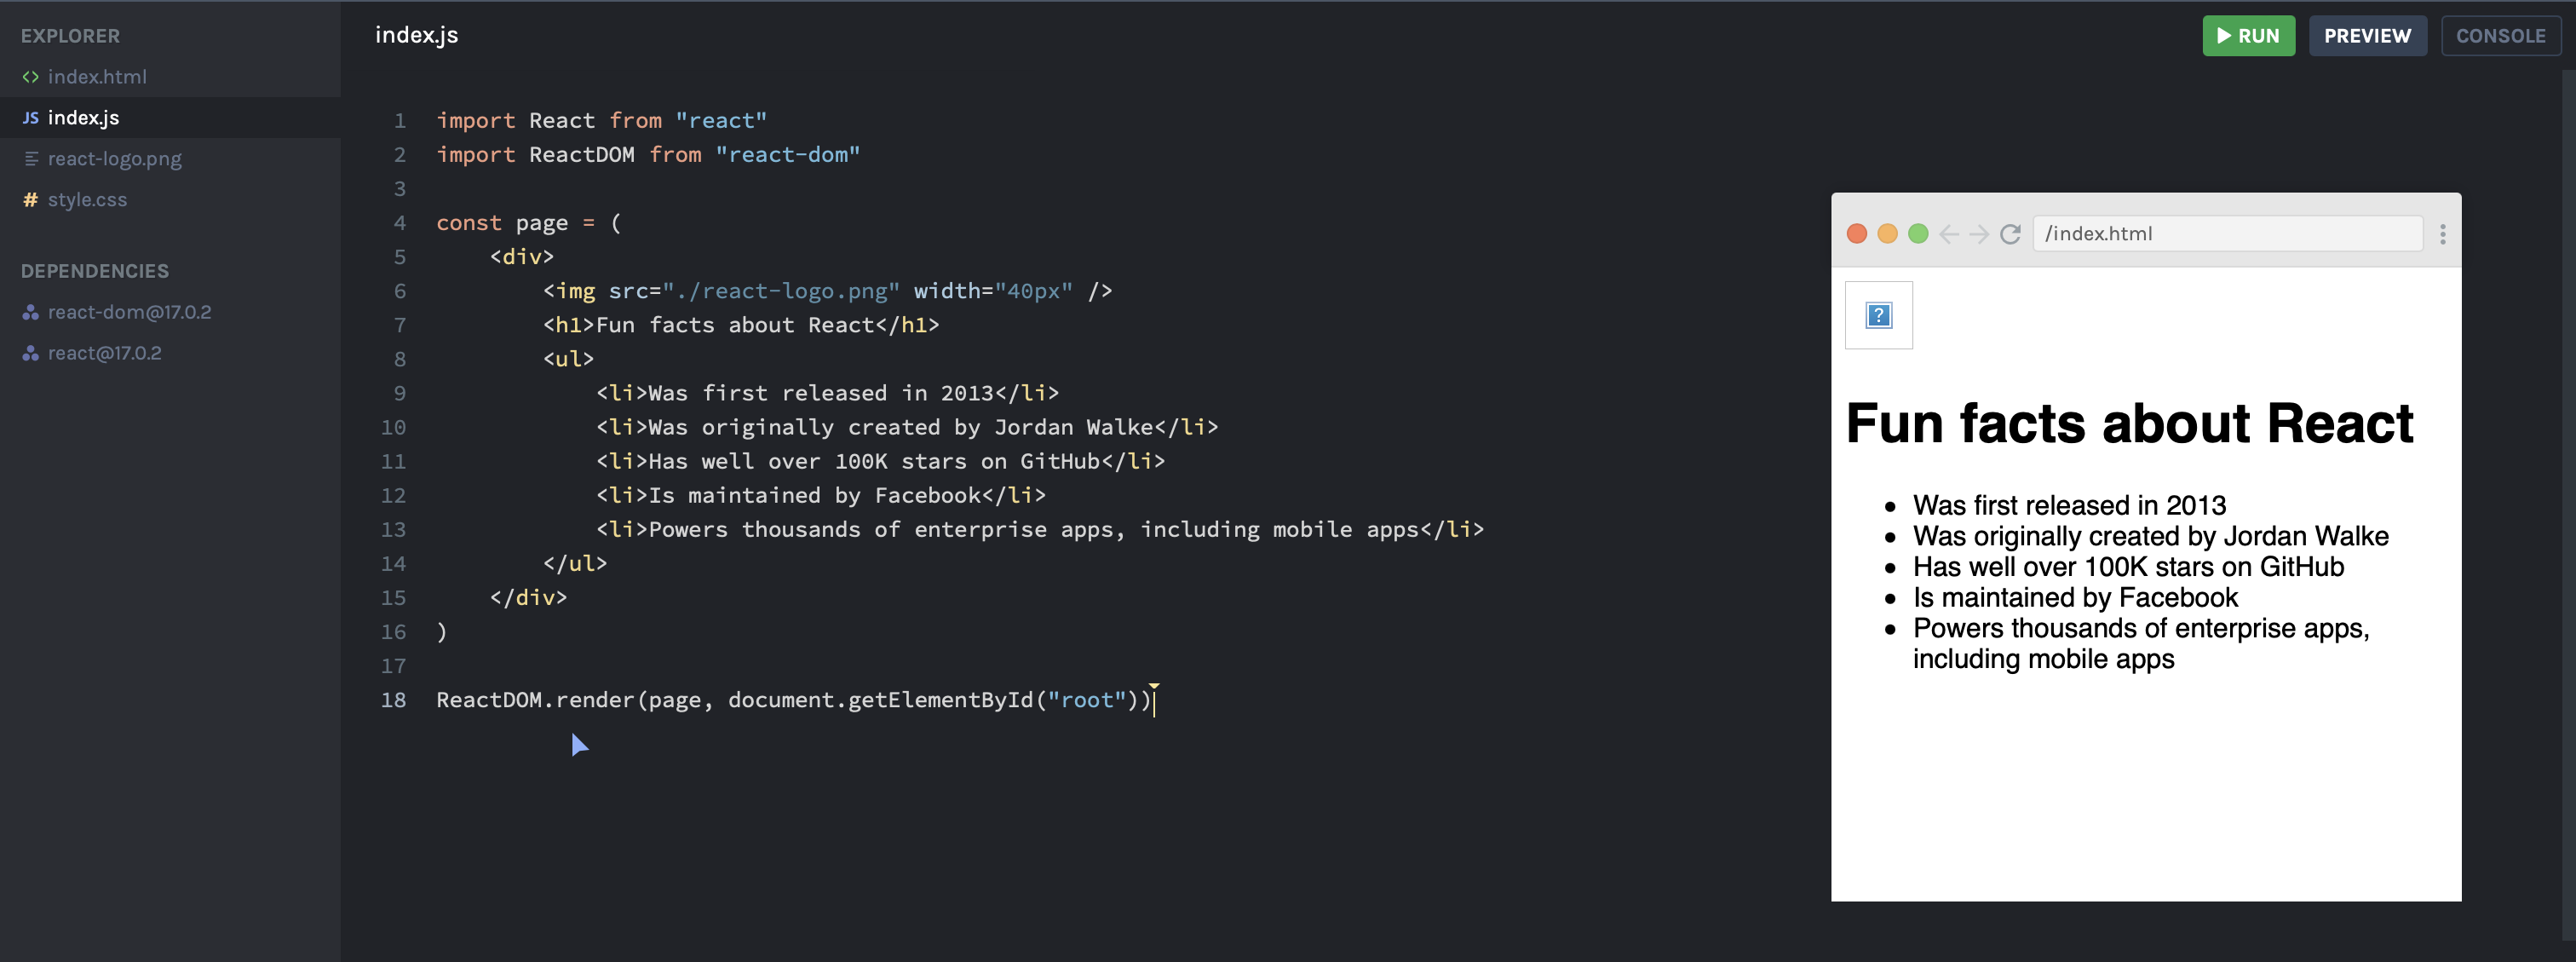 EXPLORER
<> index.html
JS index.js
react-logo.png
# style.css
DEPENDENCIES
react-dom@17.0.2
react@17.0.2
index.js
RUN PREVIEW CONSOLE
1 import React from "react"
2 import ReactDOM from "react-dom"
3
4 const page = (
5     <div>
6         <img src="./react-logo.png" width="40px" />
7         <h1>Fun facts about React</h1>
8         <ul>
9             <li>Was first released in 2013</li>
10             <li>Was originally created by Jordan Walke</li>
11             <li>Has well over 100K stars on GitHub</li>
12             <li>Is maintained by Facebook</li>
13             <li>Powers thousands of enterprise apps, including mobile apps</li>
14         </ul>
15     </div>
16 )
17
18 ReactDOM.render(page, document.getElementById("root"))
/index.html
?
Fun facts about React
• Was first released in 2013
• Was originally created by Jordan Walke
• Has well over 100K stars on GitHub
• Is maintained by Facebook
• Powers thousands of enterprise apps,
including mobile apps